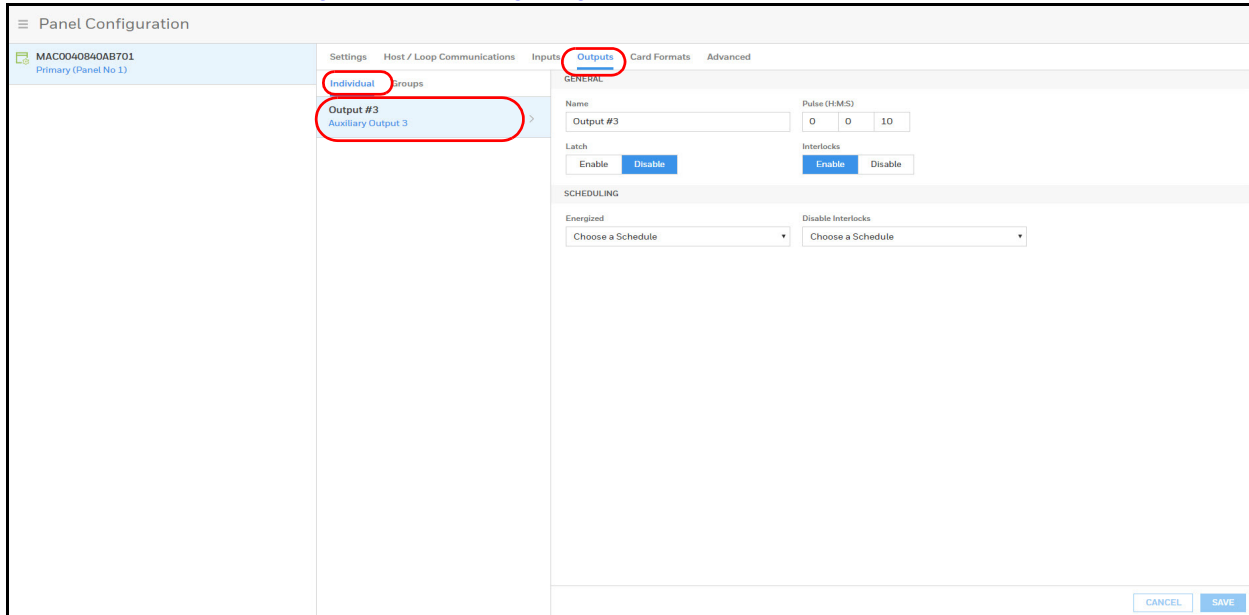 Panel Configuration
MAC0040840AB701
Primary (Panel No 1)
Settings Host / Loop Communications Inputs Outputs Card Formats Advanced
Individual Groups
Output #3
Auxiliary Output 3
GENERAL
Name
Output #3
Pulse (H:M:S)
0 0 10
Latch
Enable Disable
Interlocks
Enable Disable
SCHEDULING
Energized
Choose a Schedule
Disable Interlocks
Choose a Schedule
CANCEL SAVE